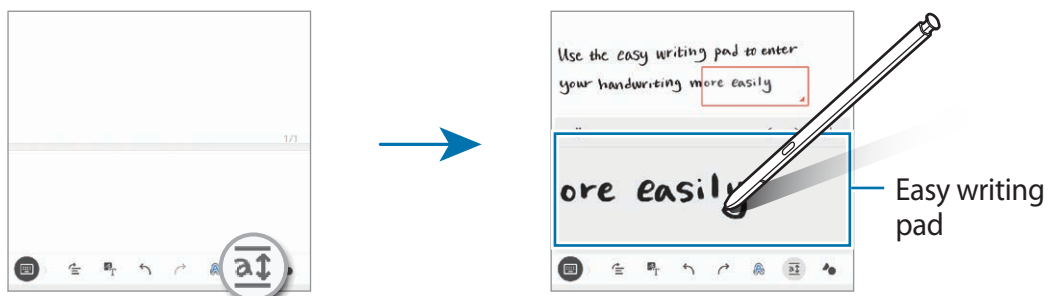 1/1
a
Use the easy writing pad to enter
your handwriting more easily
ore easily
Easy writing
pad
a